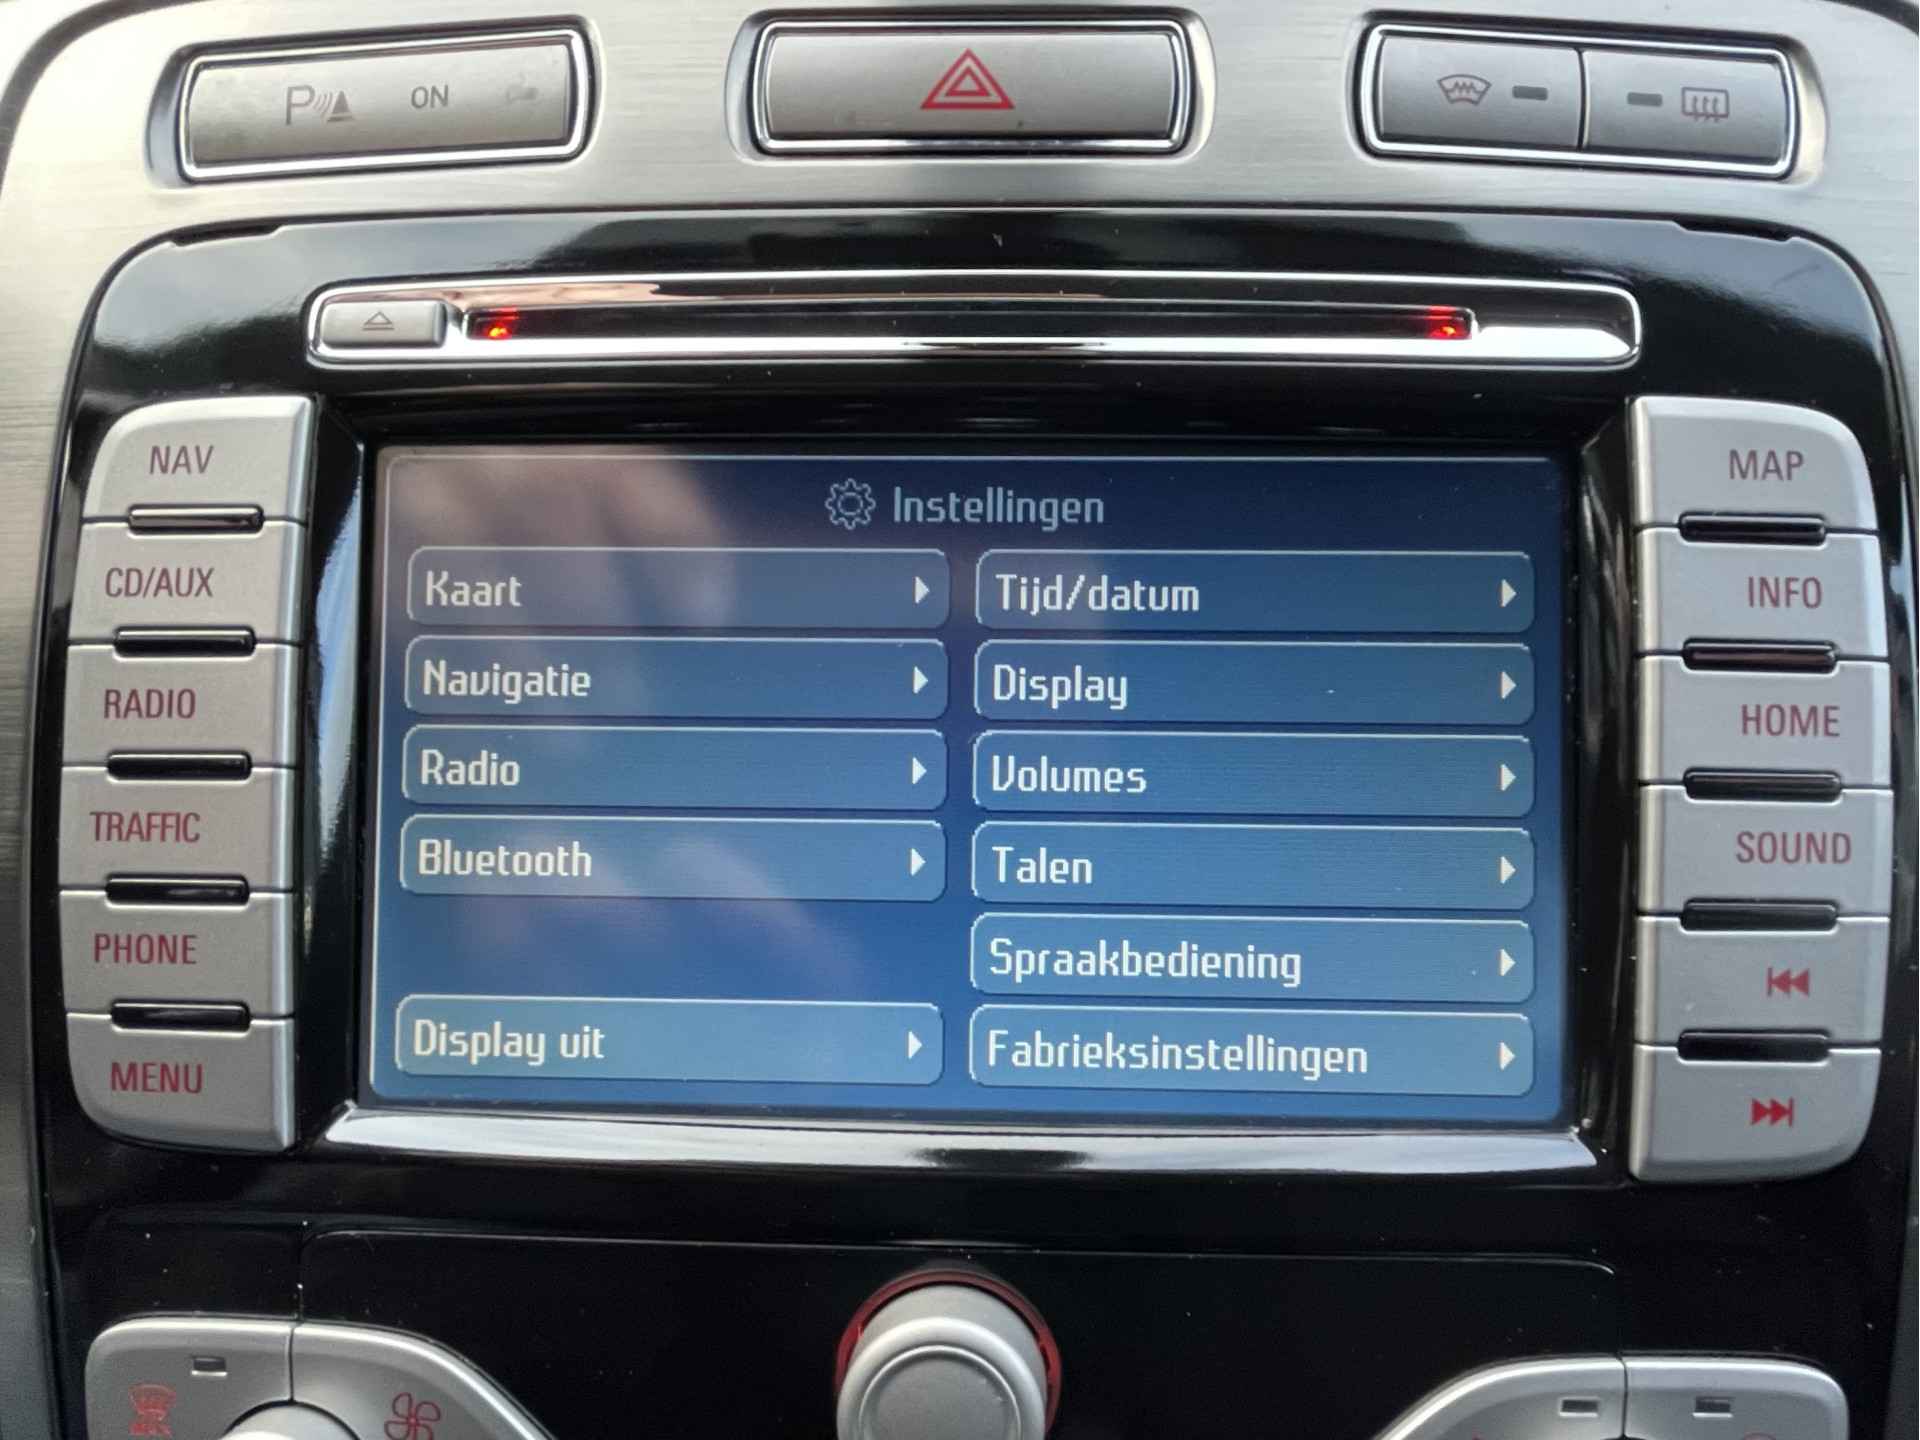 P ON
NAV
CD/AUX
RADIO
TRAFFIC
PHONE
MENU
Instellingen
Kaart
Navigatie
Radio
Bluetooth
Display uit
Tijd/datum
Display
Volumes
Talen
Spraakbediening
Fabrieksinstellingen
MAP
INFO
HOME
SOUND